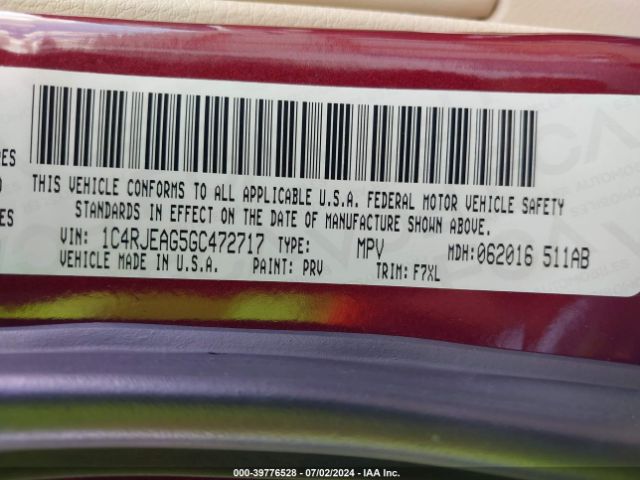 PES
THIS VEHICLE CONFORMS TO ALL APPLICABLE U.S.A. FEDERAL MOTOR VEHICLE SAFETY
STANDARDS IN EFFECT ON THE DATE OF MANUFACTURE SHOWN ABOVE.
VIN: 1C4RJEAG5GC472717 TYPE: MPV MDH:062016 511AB
VEHICLE MADE IN U.S.A. PAINT: PRV TRIM: F7XL
000-39776528 - 07/02/2024 - IAA Inc.